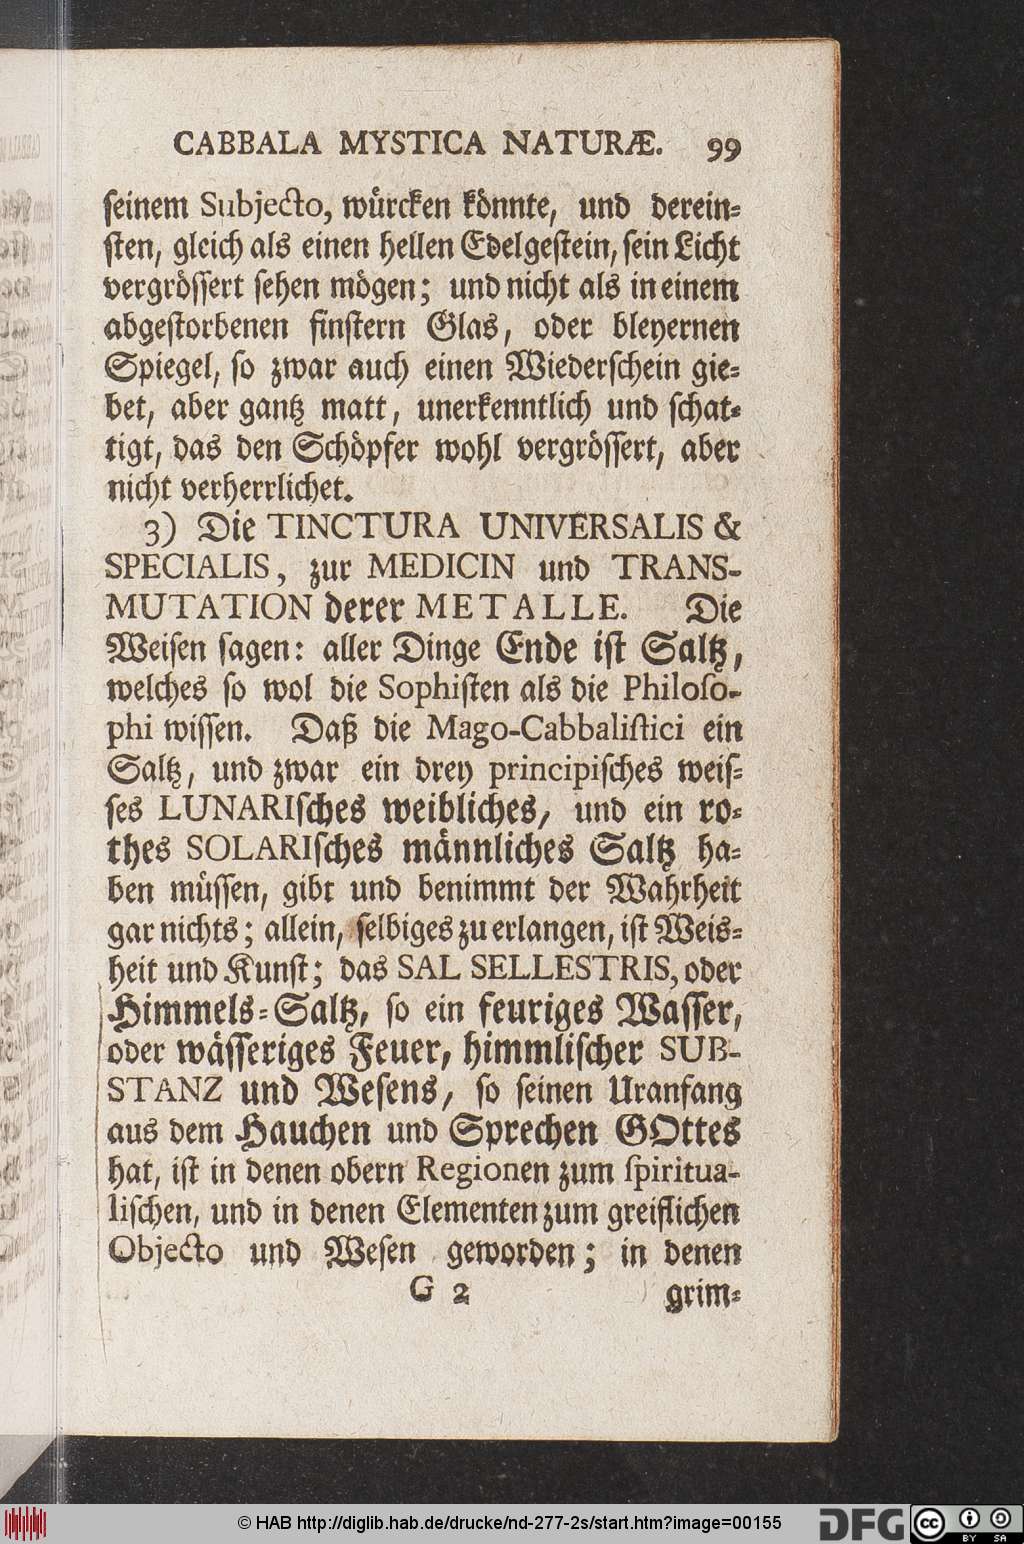 CABBALA MYSTICA NATURÆ. 99
seinem Subjecto, würcken könnte, und derein-
sten, gleich als einen hellen Edelgestein, sein Licht
vergrössert sehen mögen; und nicht als in einem
abgestorbenen finstern Glas, oder bleyernen
Spiegel, so zwar auch einen Wiederschein gie-
bet, aber gantz matt, unerkenntlich und schat-
tigt, das den Schöpfer wohl vergrössert, aber
nicht verherrlichet.
3) Die TINCTURA UNIVERSALIS &
SPECIALIS, zur MEDICIN und TRANS-
MUTATION derer METALLE. Die
Weisen sagen: aller Dinge Ende ist Saltz,
welches so wol die Sophisten als die Philoso-
phi wissen. Daß die Mago-Cabbalistici ein
Saltz, und zwar ein drey principisches weis-
ses LUNARIsches weibliches, und ein ro-
thes SOLARIsches männliches Saltz ha-
ben müssen, gibt und benimmt der Wahrheit
gar nichts; allein, selbiges zu erlangen, ist Weis-
heit und Kunst; das SAL SELLESTRIS, oder
Himmels-Saltz, so ein feuriges Wasser,
oder wässeriges Feuer, himmlischer SUB-
STANZ und Wesens, so seinen Uranfang
aus dem Hauchen und Sprechen GOttes
hat, ist in denen obern Regionen zum spiritua-
lischen, und in denen Elementen zum greiflichen
Objecto und Wesen geworden; in denen
G 2 grim-
© HAB http://diglib.hab.de/drucke/nd-277-2s/start.htm?image=00155
DFG
cc BY SA